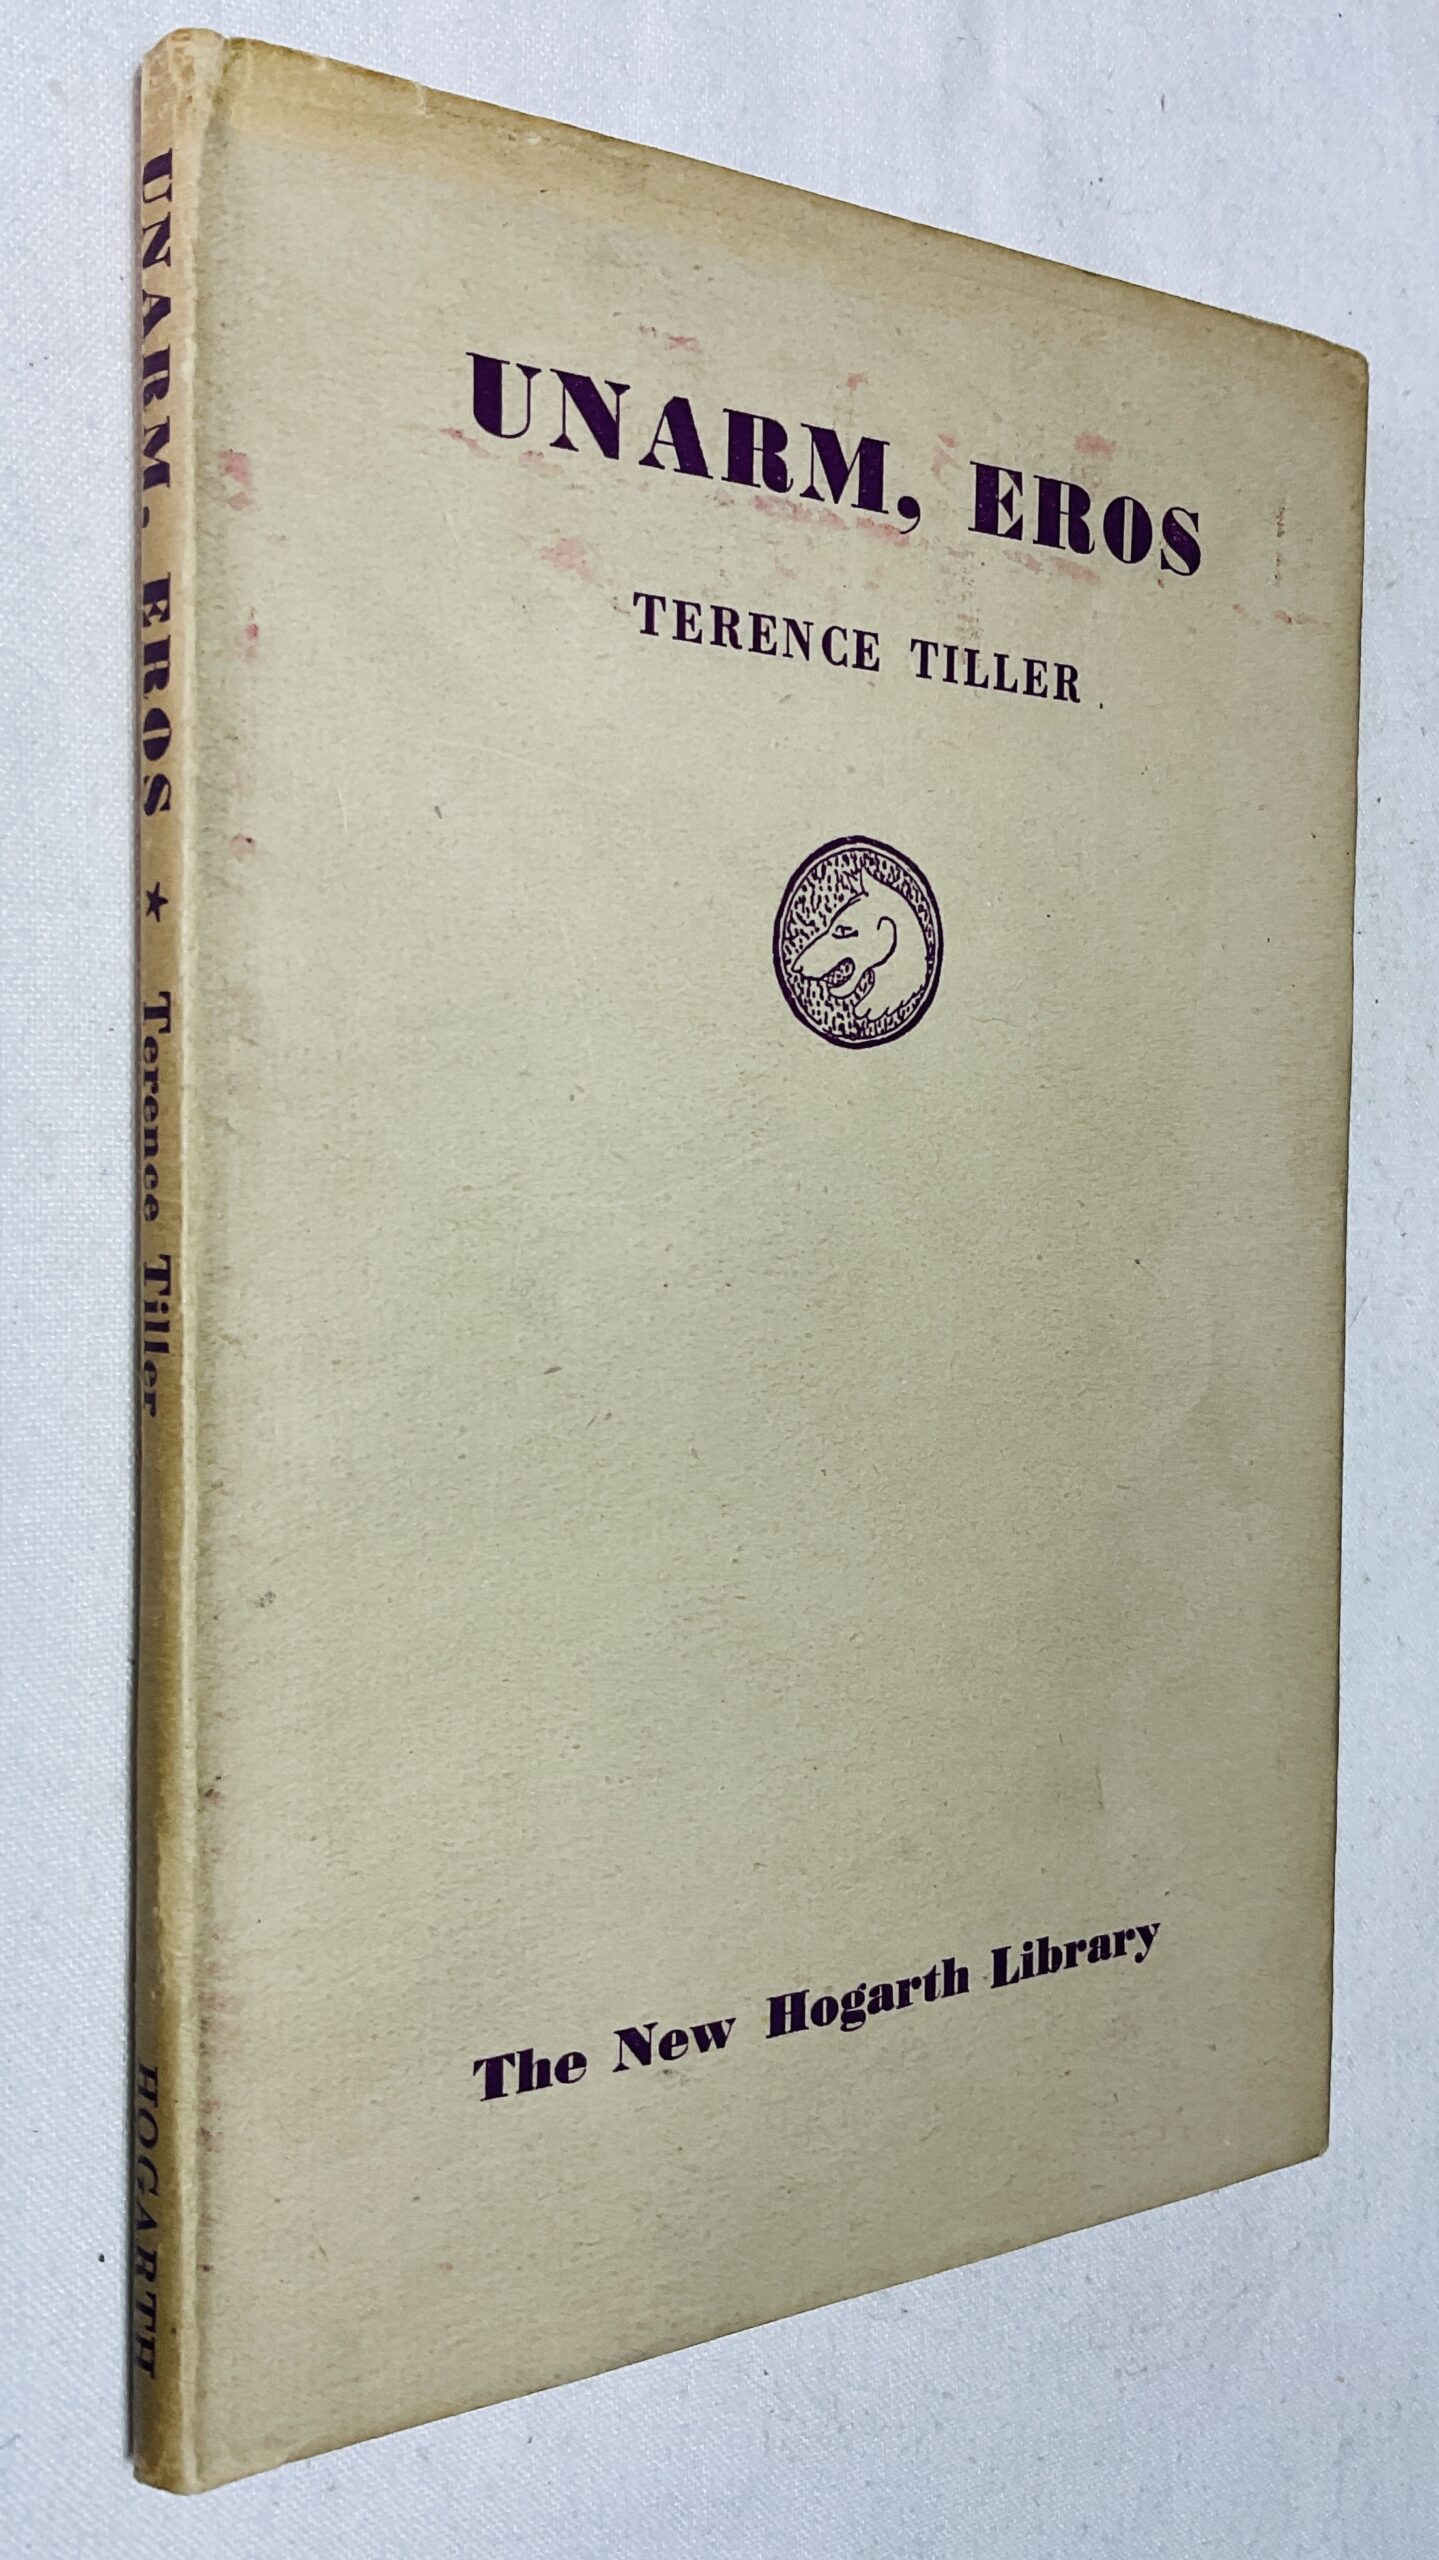 UNARM, EROS
TERENCE TILLER
The New Hogarth Library
UNARM, EROS ★ Terence Tiller HOGARTH